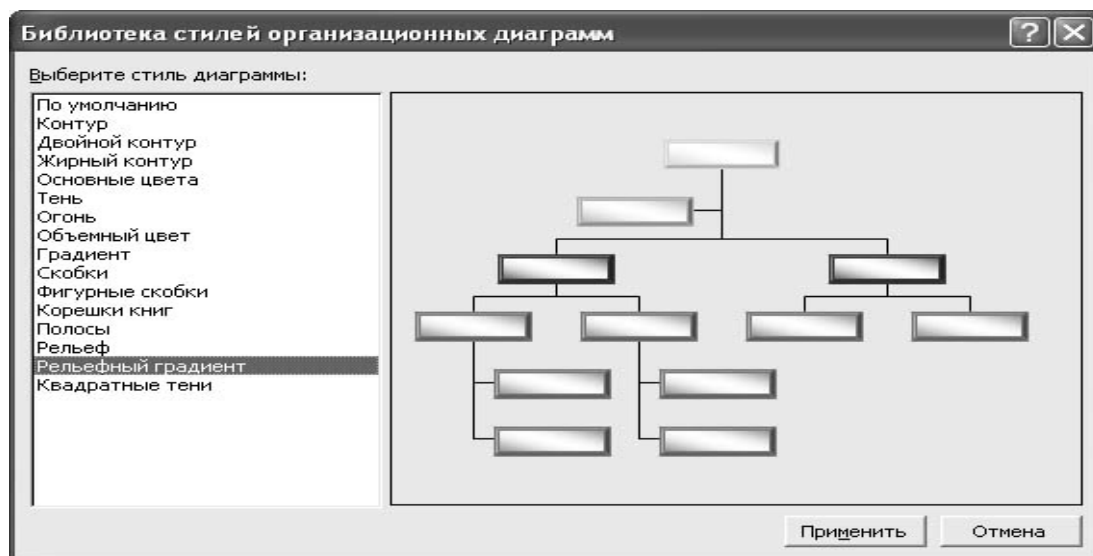 Библиотека стилей организационных диаграмм
Выберите стиль диаграммы:
По умолчанию
Контур
Двойной контур
Жирный контур
Основные цвета
Тень
Огонь
Объемный цвет
Градиент
Скобки
Фигурные скобки
Корешки книг
Полосы
Рельеф
Рельефный градиент
Квадратные тени
Применить
Отмена